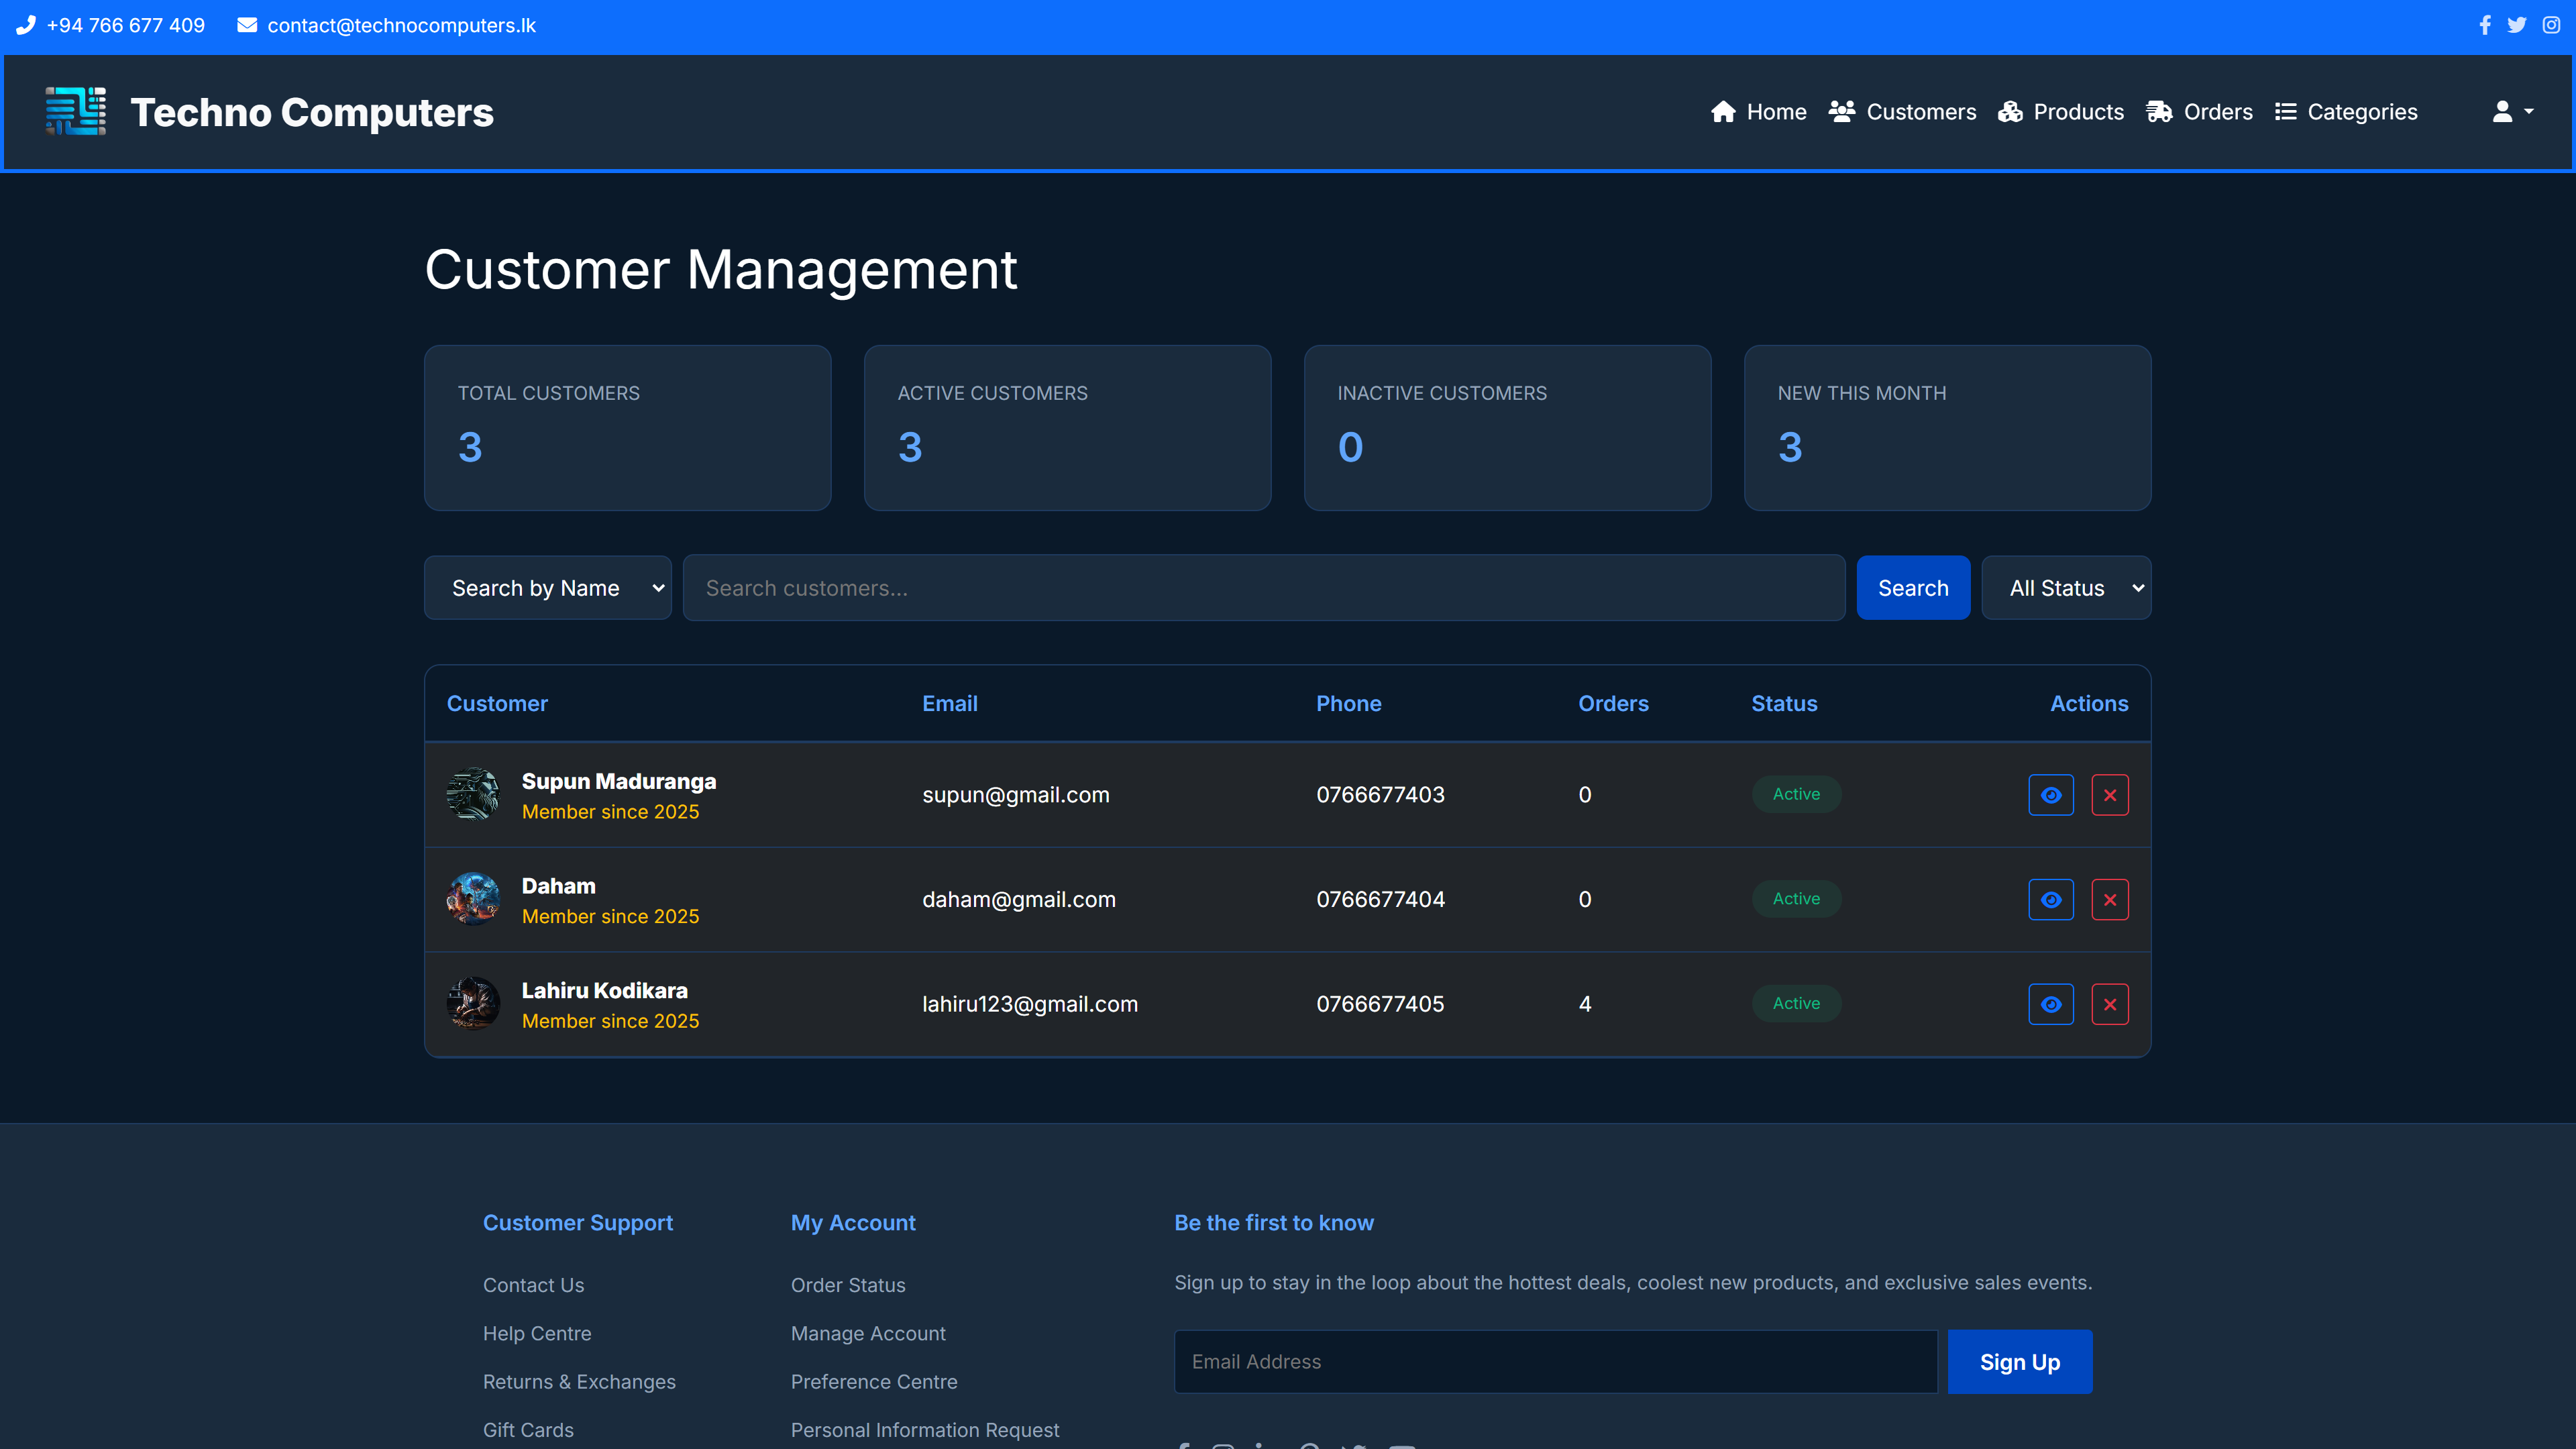 +94 766 677 409 contact@technocomputers.lk
Techno Computers
Home Customers Products Orders Categories
Customer Management
TOTAL CUSTOMERS ACTIVE CUSTOMERS INACTIVE CUSTOMERS NEW THIS MONTH
3 3 0 3
Search by Name Search customers... Search All Status
Customer Email Phone Orders Status Actions
Supun Maduranga
Member since 2025
supun@gmail.com 0766677403 0 Active
Daham
Member since 2025
daham@gmail.com 0766677404 0 Active
Lahiru Kodikara
Member since 2025
lahiru123@gmail.com 0766677405 4 Active
Customer Support
Contact Us
Help Centre
Returns & Exchanges
Gift Cards
My Account
Order Status
Manage Account
Preference Centre
Personal Information Request
Be the first to know
Sign up to stay in the loop about the hottest deals, coolest new products, and exclusive sales events.
Email Address Sign Up